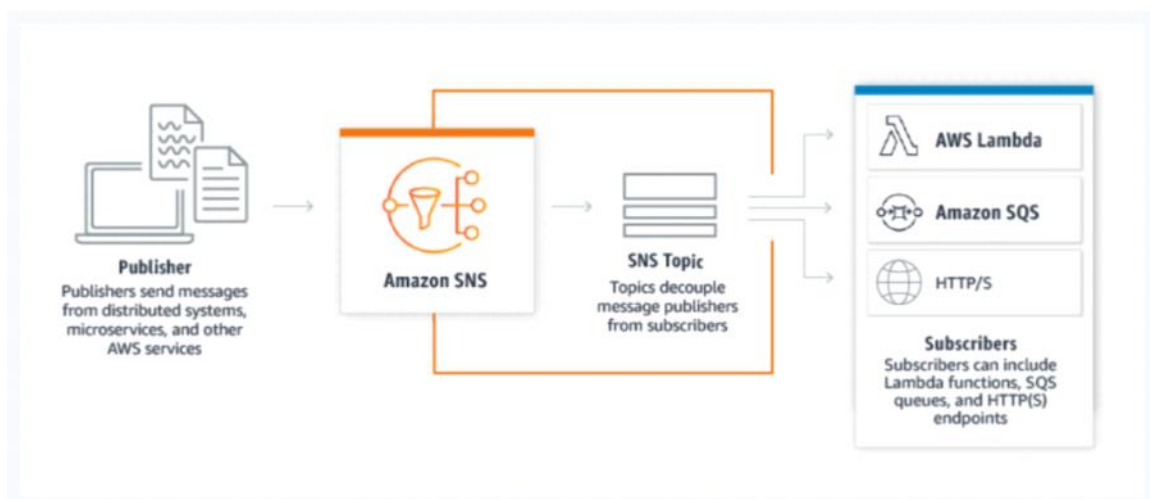 Publisher
Publishers send messages
from distributed systems,
microservices, and other
AWS services
Amazon SNS
SNS Topic
Topics decouple
message publishers
from subscribers
AWS Lambda
Amazon SQS
HTTP/S
Subscribers
Subscribers can include
Lambda functions, SQS
queues, and HTTP(S)
endpoints